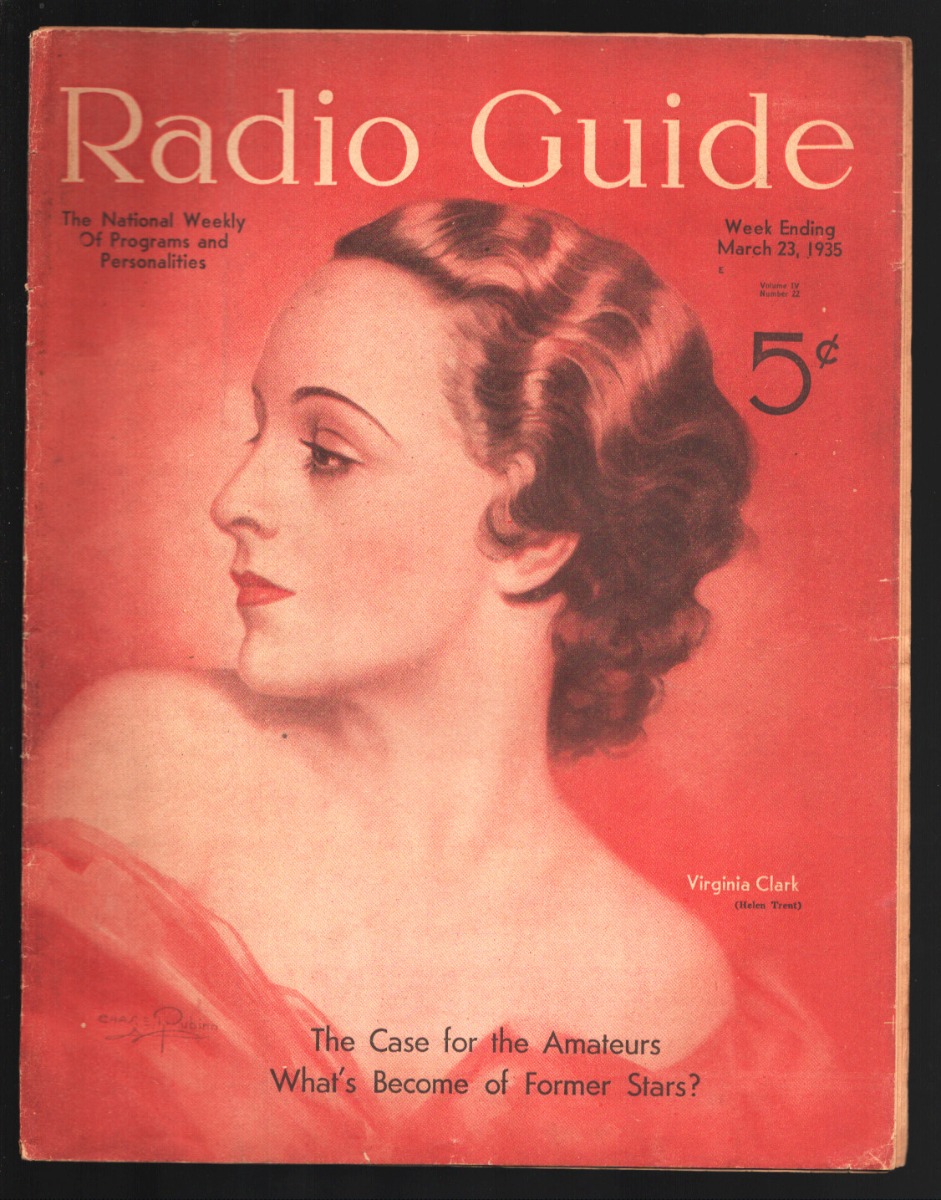 Radio Guide
The National Weekly
Of Programs and
Personalities
Week Ending
March 23, 1935
E
Volume IV
Number 22
5¢
Virginia Clark
(Helen Trent)
The Case for the Amateurs
What's Become of Former Stars?